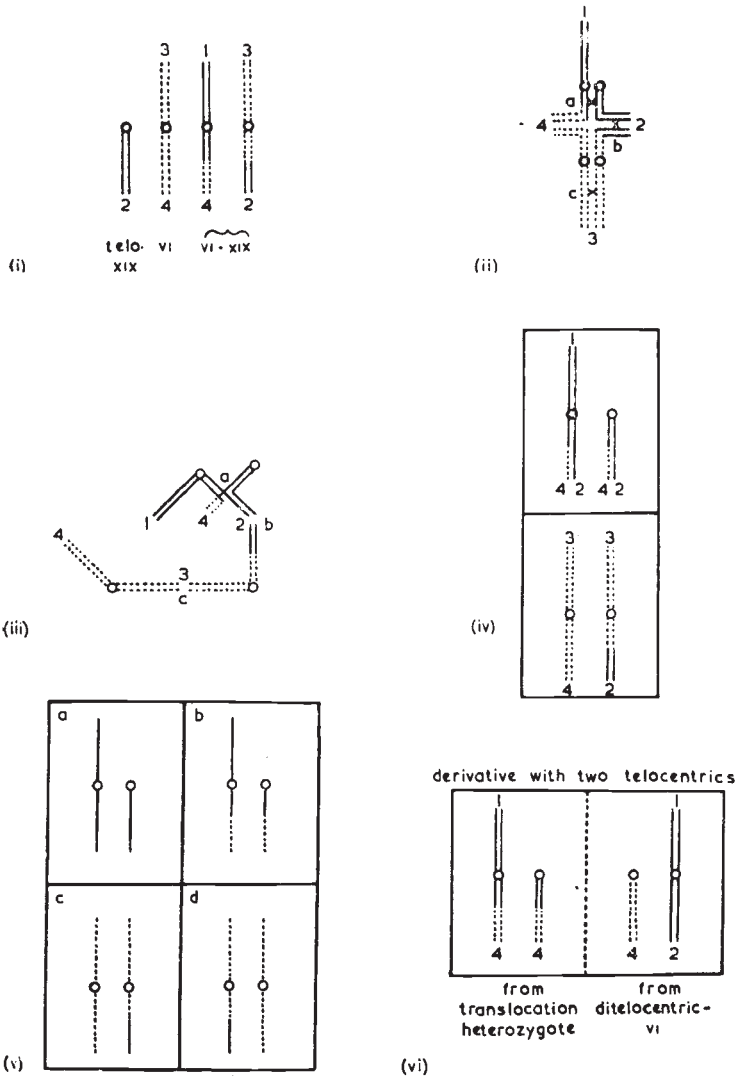 3 1 3
2 4 4 2
telo- VI VI - XIX
XIX
(i)
1
a
4 2
b
c
3
(ii)
a
1 4 2 b
4
3
c
(iii)
1
4 2 4 2
3 3
4 2
(iv)
a b
c d
(v)
derivative with two telocentrics
1 1
4 4 4 2
from from
translocation ditelocentric-
heterozygote VI
(vi)